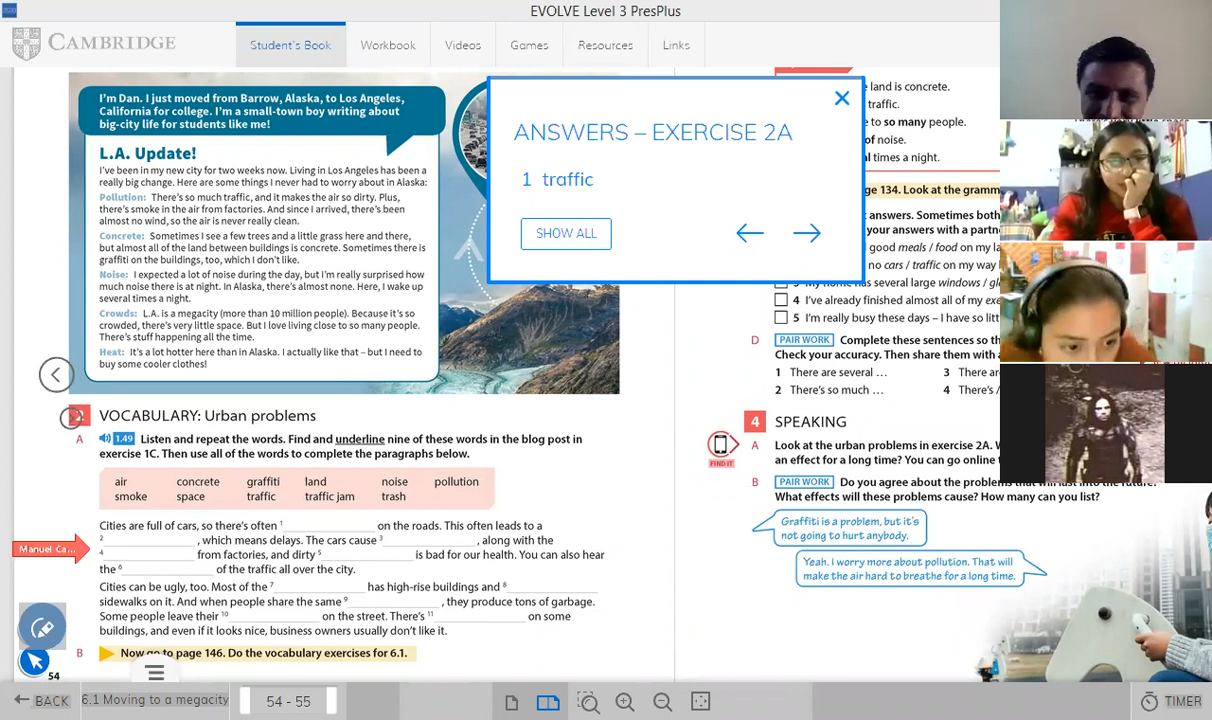 EVOLVE Level 3 PresPlus
CAMBRIDGE
Student's Book
Workbook
Videos
Games
Resources
Links
I'm Dan. I just moved from Barrow, Alaska, to Los Angeles,
California for college. I'm a small-town boy writing about
big-city life for students like me!
L.A. Update!
I've been in my new city for two weeks now. Living in Los Angeles has been a
really big change. Here are some things I never had to worry about in Alaska:
Pollution: There's so much traffic, and it makes the air so dirty. Plus,
there's smoke in the air from factories. And since I arrived, there's been
almost no wind, so the air is never really clean.
Concrete: Sometimes I see a few trees and a little grass here and there,
but almost all of the land between buildings is concrete. Sometimes there is
graffiti on the buildings, too, which I don't like.
Noise: I expected a lot of noise during the day, but I'm really surprised how
much noise there is at night. In Alaska, there's almost none. Here, I wake up
several times a night.
Crowds: L.A. is a megacity (more than 10 million people). Because it's so
crowded, there's very little space. But I love living close to so many people.
There's stuff happening all the time.
Heat: It's a lot hotter here than in Alaska. I actually like that – but I need to
buy some cooler clothes!
VOCABULARY: Urban problems
A 1.49 Listen and repeat the words. Find and underline nine of these words in the blog post in
exercise 1C. Then use all of the words to complete the paragraphs below.
air concrete graffiti land noise pollution
smoke space traffic traffic jam trash
Cities are full of cars, so there's often 1 on the roads. This often leads to a
2 , which means delays. The cars cause 3 , along with the
4 from factories, and dirty 5 is bad for our health. You can also hear
the 6 of the traffic all over the city.
Cities can be ugly, too. Most of the 7 has high-rise buildings and 8
sidewalks on it. And when people share the same 9 , they produce tons of garbage.
Some people leave their 10 on the street. There's 11 on some
buildings, and even if it looks nice, business owners usually don't like it.
B Now go to page 146. Do the vocabulary exercises for 6.1.
54
Manuel Ca...
ANSWERS – EXERCISE 2A
1 traffic
SHOW ALL
land is concrete.
traffic.
to so many people.
of noise.
times a night.
ge 134. Look at the gramm
answers. Sometimes both
your answers with a partn
good meals / food on my la
no cars / traffic on my way
3 My home has several large windows / gl
4 I've already finished almost all of my exe
5 I'm really busy these days – I have so litt
D PAIR WORK Complete these sentences so th
Check your accuracy. Then share them with a
1 There are several … 3 There ar
2 There's so much … 4 There's /
4 SPEAKING
FIND IT
A Look at the urban problems in exercise 2A. W
an effect for a long time? You can go online t
B PAIR WORK Do you agree about the problems that will last into the future?
What effects will these problems cause? How many can you list?
Graffiti is a problem, but it's
not going to hurt anybody.
Yeah. I worry more about pollution. That will
make the air hard to breathe for a long time.
BACK
6.1 Moving to a megacity
54 - 55
TIMER